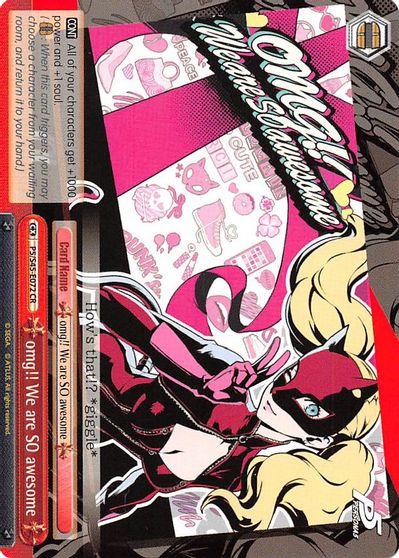 OMG!!
We are SO awesome
PEACE
CUTE
PUNK'S
How's that!? *giggle*
P5
PERSONA5
[CONT] All of your characters get +1000
power and +1 soul.
( : When this card triggers, you may
choose a character from your waiting
room, and return it to your hand.)
Card Name
omg!! We are SO awesome
CX
P5/S45-E072 CR
omg!! We are SO awesome
© SEGA. © ATLUS. All rights reserved.